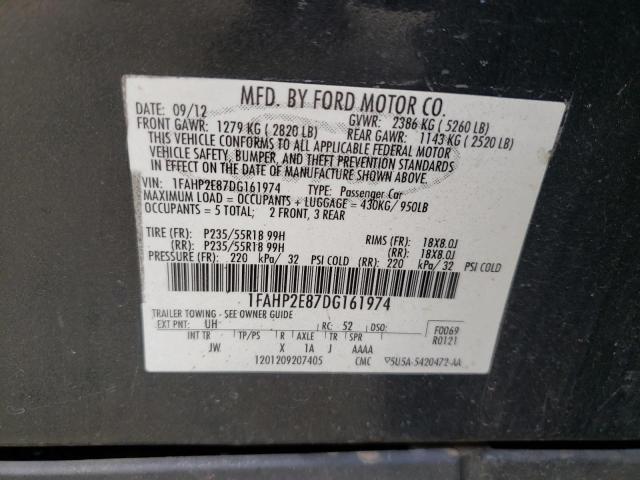 MFD. BY FORD MOTOR CO.
DATE: 09/12 GVWR: 2386 KG ( 5260 LB)
FRONT GAWR: 1279 KG ( 2820 LB) REAR GAWR: 1143 KG ( 2520 LB)
THIS VEHICLE CONFORMS TO ALL APPLICABLE FEDERAL MOTOR
VEHICLE SAFETY, BUMPER, AND THEFT PREVENTION STANDARDS
IN EFFECT ON THE DATE OF MANUFACTURE SHOWN ABOVE.
VIN: 1FAHP2E87DG161974 TYPE: Passenger Car
MAXIMUM LOAD = OCCUPANTS + LUGGAGE = 430KG/ 950LB
OCCUPANTS = 5 TOTAL; 2 FRONT, 3 REAR
TIRE (FR): P235/55R18 99H RIMS (FR): 18X8.0J
(RR): P235/55R18 99H (RR): 18X8.0J
PRESSURE (FR): 220 kPa/ 32 PSI COLD (RR): 220 kPa/ 32 PSI COLD
1FAHP2E87DG161974
TRAILER TOWING - SEE OWNER GUIDE
EXT PNT: UH RC: 52 DSO: F0069
INT TR TP/PS R AXLE TR SPR R0121
JW X 1A J AAAA
1201209207405 CMC 5U5A-5420472-AA